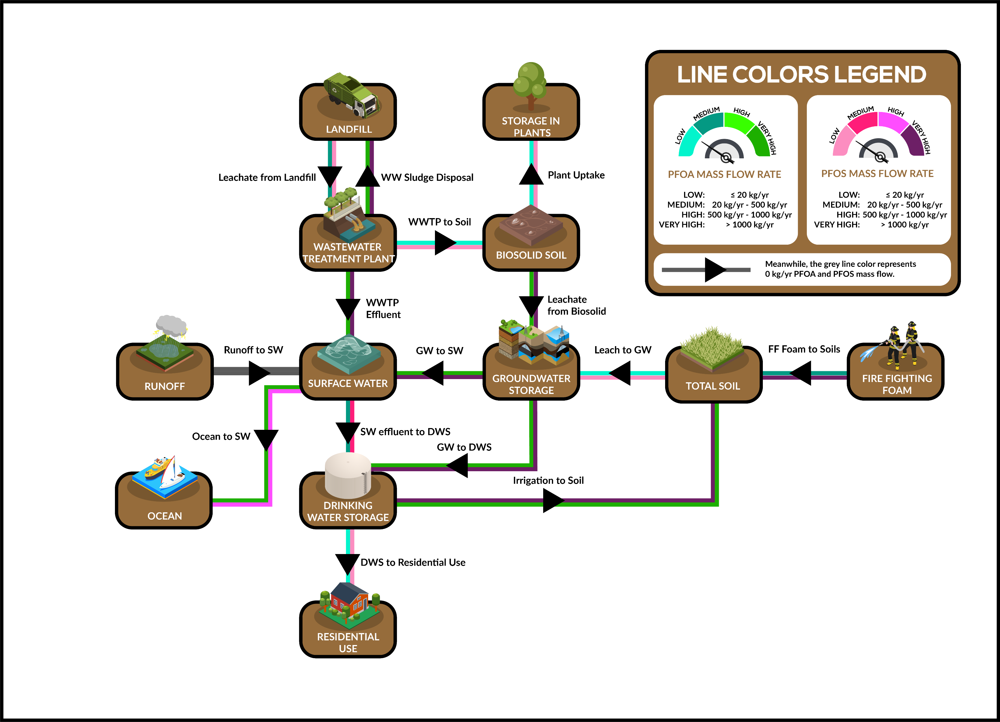 LINE COLORS LEGEND
LOW
MEDIUM
HIGH
VERY HIGH
PFOA MASS FLOW RATE
LOW: ≤ 20 kg/yr
MEDIUM: 20 kg/yr - 500 kg/yr
HIGH: 500 kg/yr - 1000 kg/yr
VERY HIGH: > 1000 kg/yr
LOW
MEDIUM
HIGH
VERY HIGH
PFOS MASS FLOW RATE
LOW: ≤ 20 kg/yr
MEDIUM: 20 kg/yr - 500 kg/yr
HIGH: 500 kg/yr - 1000 kg/yr
VERY HIGH: > 1000 kg/yr
Meanwhile, the grey line color represents
0 kg/yr PFOA and PFOS mass flow.
LANDFILL
STORAGE IN
PLANTS
Leachate from Landfill
WW Sludge Disposal
Plant Uptake
WASTEWATER
TREATMENT PLANT
WWTP to Soil
BIOSOLID SOIL
WWTP
Effluent
Leachate
from Biosolid
RUNOFF
Runoff to SW
SURFACE WATER
GW to SW
GROUNDWATER
STORAGE
Leach to GW
TOTAL SOIL
FF Foam to Soils
FIRE FIGHTING
FOAM
Ocean to SW
SW effluent to DWS
GW to DWS
Irrigation to Soil
OCEAN
DRINKING
WATER STORAGE
DWS to Residential Use
RESIDENTIAL
USE